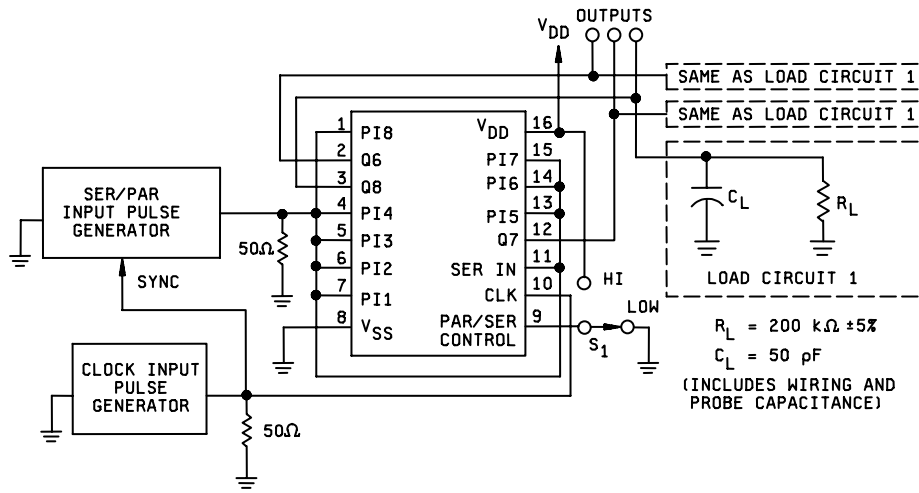 OUTPUTS
V_DD
SAME AS LOAD CIRCUIT 1
SAME AS LOAD CIRCUIT 1
C_L
R_L
LOAD CIRCUIT 1
R_L = 200 kΩ ±5%
C_L = 50 pF
(INCLUDES WIRING AND
PROBE CAPACITANCE)
SER/PAR
INPUT PULSE
GENERATOR
50Ω
SYNC
CLOCK INPUT
PULSE
GENERATOR
50Ω
1 PI8
2 Q6
3 Q8
4 PI4
5 PI3
6 PI2
7 PI1
8 V_SS
V_DD 16
PI7 15
PI6 14
PI5 13
Q7 12
SER IN 11
CLK 10
PAR/SER
CONTROL 9
HI
LOW
S_1